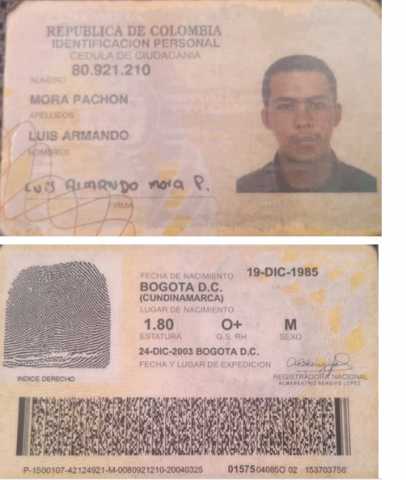 REPUBLICA DE COLOMBIA
IDENTIFICACION PERSONAL
CEDULA DE CIUDADANIA
80.921.210
NUMERO
MORA PACHON
APELLIDOS
LUIS ARMANDO
NOMBRES
Luis Armando Mora P.
FIRMA
FECHA DE NACIMIENTO 19-DIC-1985
BOGOTA D.C.
(CUNDINAMARCA)
LUGAR DE NACIMIENTO
1.80 O+ M
ESTATURA G.S. RH SEXO
24-DIC-2003 BOGOTA D.C.
FECHA Y LUGAR DE EXPEDICION
INDICE DERECHO
REGISTRADORA NACIONAL
ALMABEATRIZ RENGIFO LOPEZ
P-1500107-42124921-M-0080921210-20040325 0157504085O 02 153703756